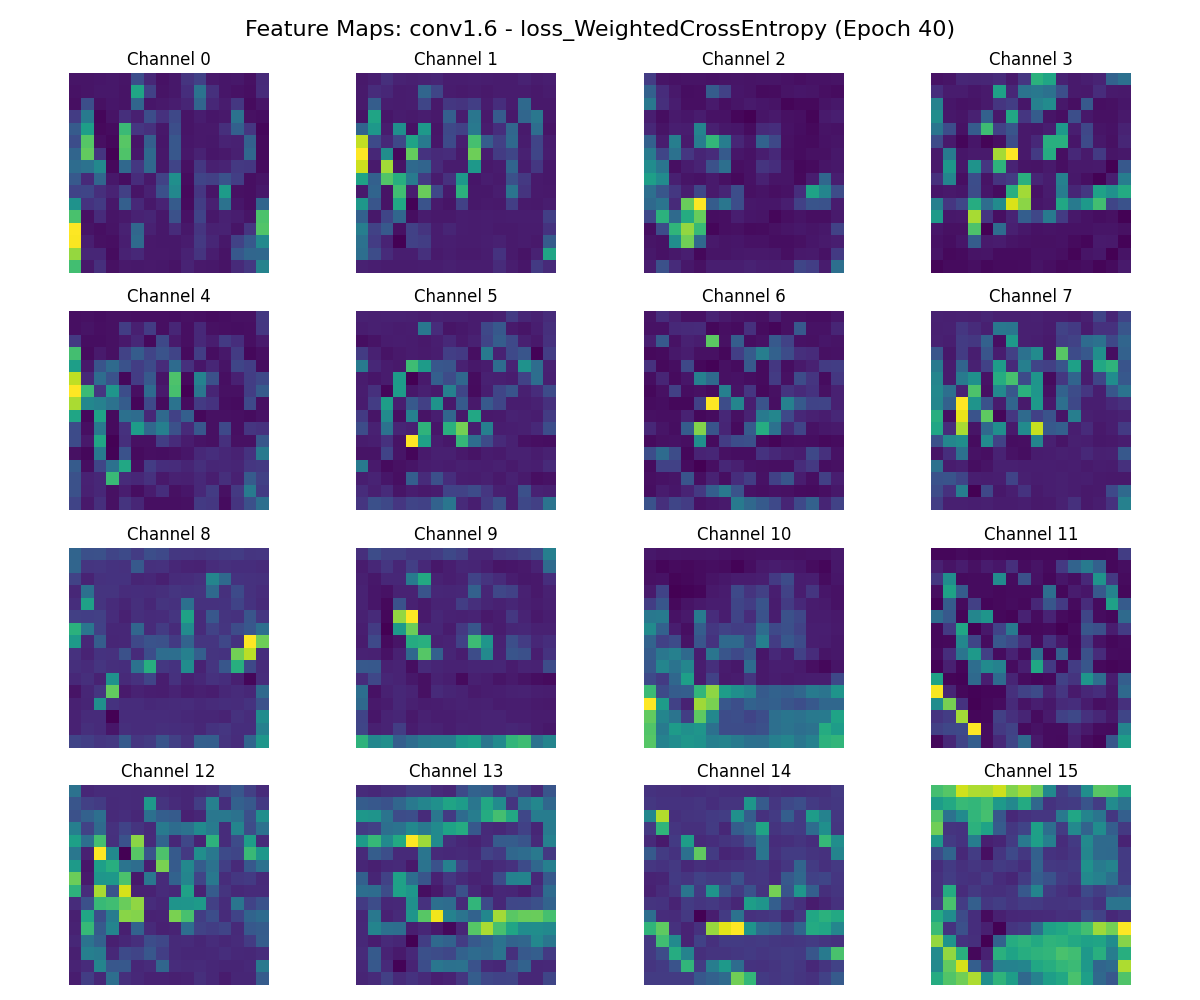 Feature Maps: conv1.6 - loss_WeightedCrossEntropy (Epoch 40)
Channel 0
Channel 1
Channel 2
Channel 3
Channel 4
Channel 5
Channel 6
Channel 7
Channel 8
Channel 9
Channel 10
Channel 11
Channel 12
Channel 13
Channel 14
Channel 15